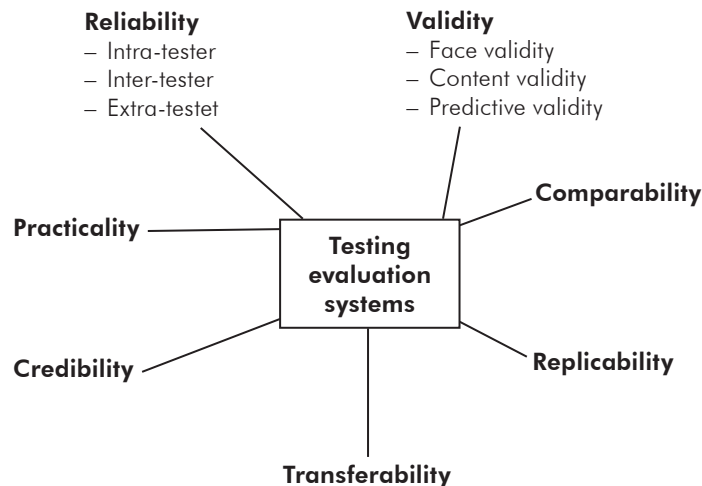 Reliability
– Intra-tester
– Inter-tester
– Extra-testet
Validity
– Face validity
– Content validity
– Predictive validity
Comparability
Practicality
Testing
evaluation
systems
Credibility
Replicability
Transferability